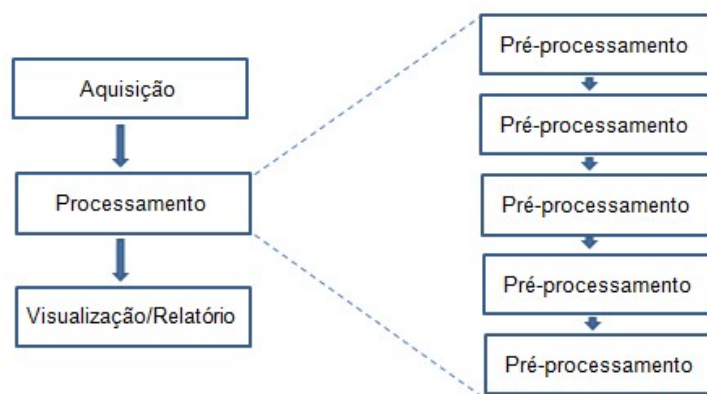 Aquisição
Processamento
Visualização/Relatório
Pré-processamento
Pré-processamento
Pré-processamento
Pré-processamento
Pré-processamento